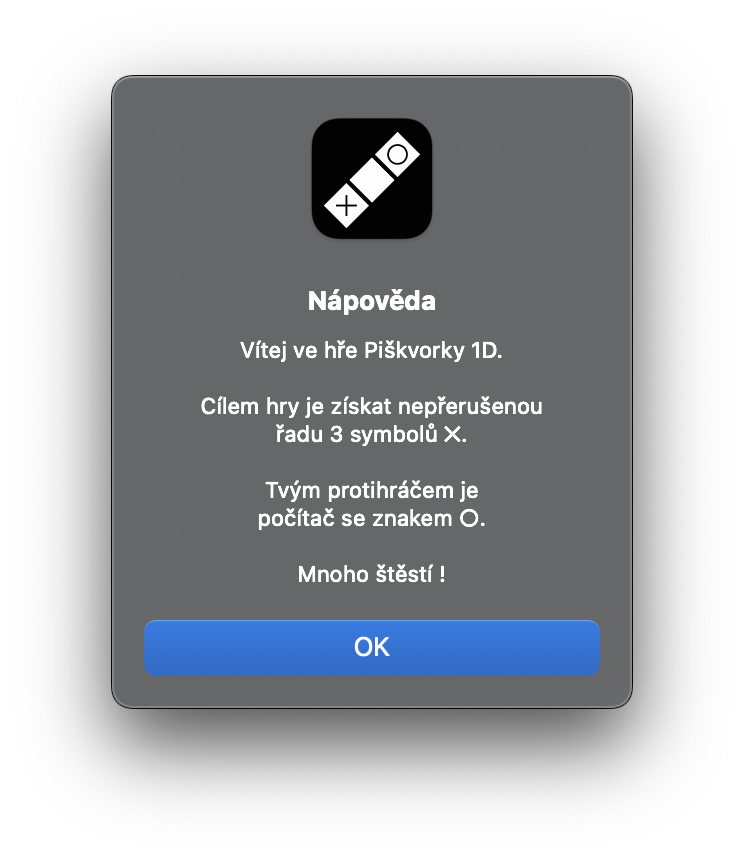 Nápověda
Vítej ve hře Piškvorky 1D.
Cílem hry je získat nepřerušenou
řadu 3 symbolů ✕.
Tvým protihráčem je
počítač se znakem ○.
Mnoho štěstí !
OK